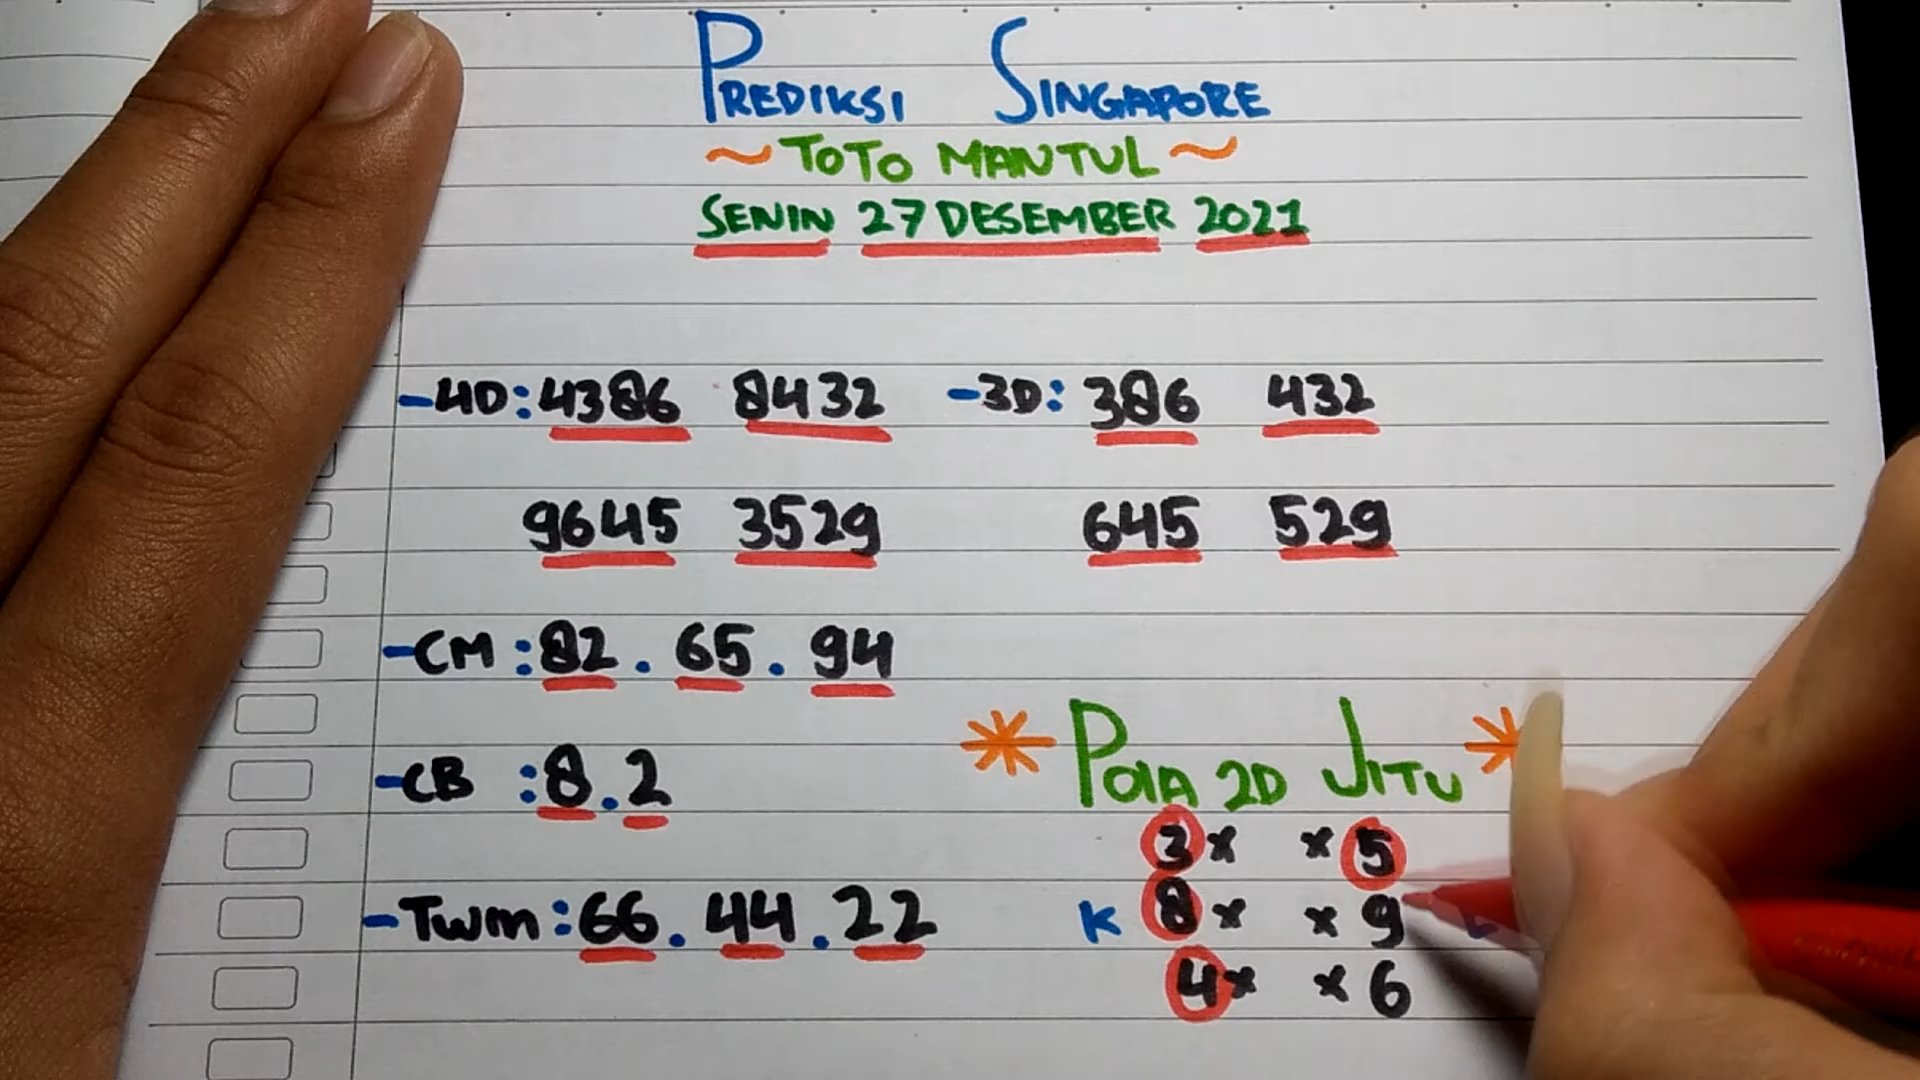 PREDIKSI SINGAPORE
~ TOTO MANTUL ~
SENIN 27 DESEMBER 2021
-4D: 4386 8432 -3D: 386 432
9645 3529 645 529
-CM: 82. 65. 94
-CB: 8. 2
-Twm: 66. 44. 22
* POlA 2D JITU *
3x x5
K 8x x9
4x x6